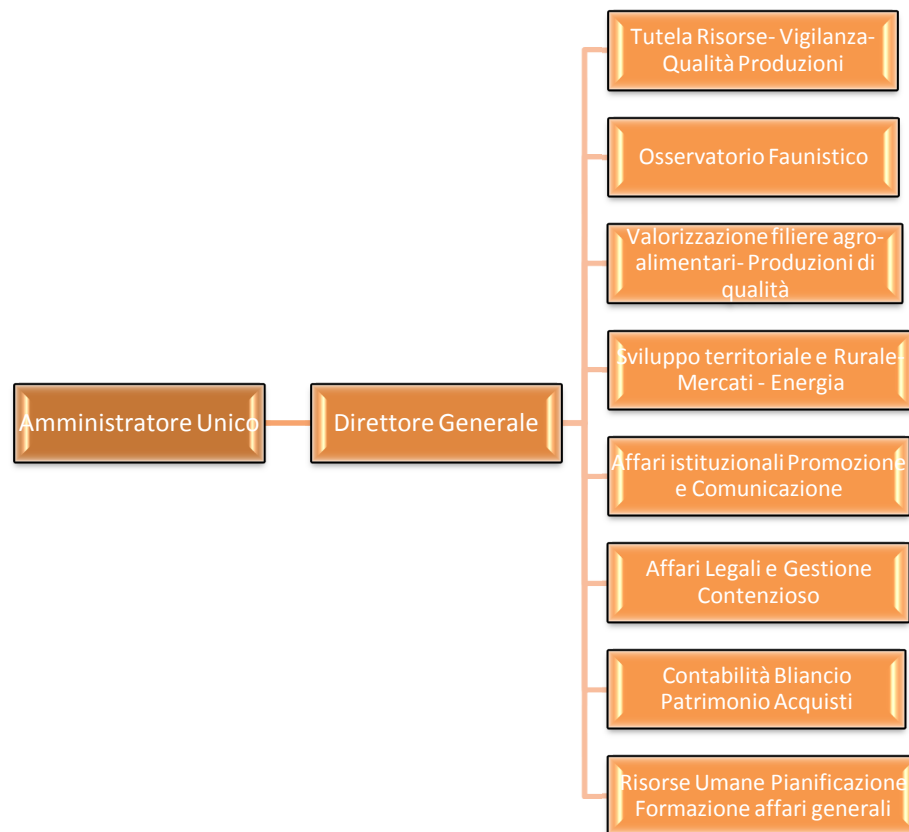 Tutela Risorse- Vigilanza-
Qualità Produzioni
Osservatorio Faunistico
Valorizzazione filiere agro-
alimentari- Produzioni di
qualità
Sviluppo territoriale e Rurale-
Mercati - Energia
Amministratore Unico
Direttore Generale
Affari istituzionali Promozione
e Comunicazione
Affari Legali e Gestione
Contenzioso
Contabilità Bliancio
Patrimonio Acquisti
Risorse Umane Pianificazione
Formazione affari generali